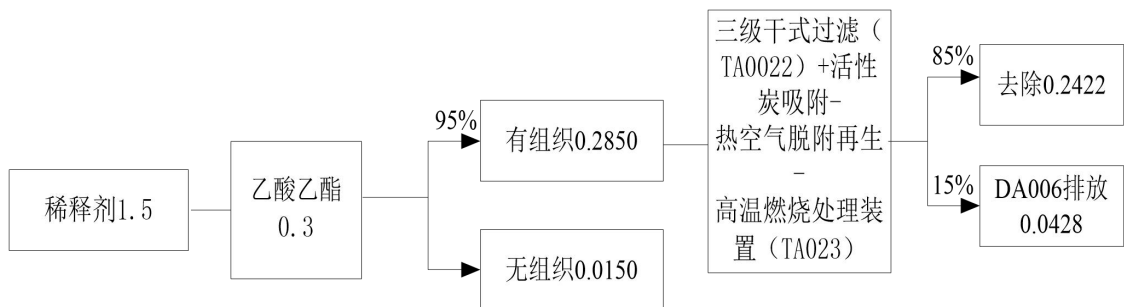 稀释剂1.5
乙酸乙酯
0.3
95%
有组织0.2850
无组织0.0150
三级干式过滤（
TA0022）+活性
炭吸附-
热空气脱附再生
-
高温燃烧处理装
置（TA023）
85%
去除0.2422
15%
DA006排放
0.0428